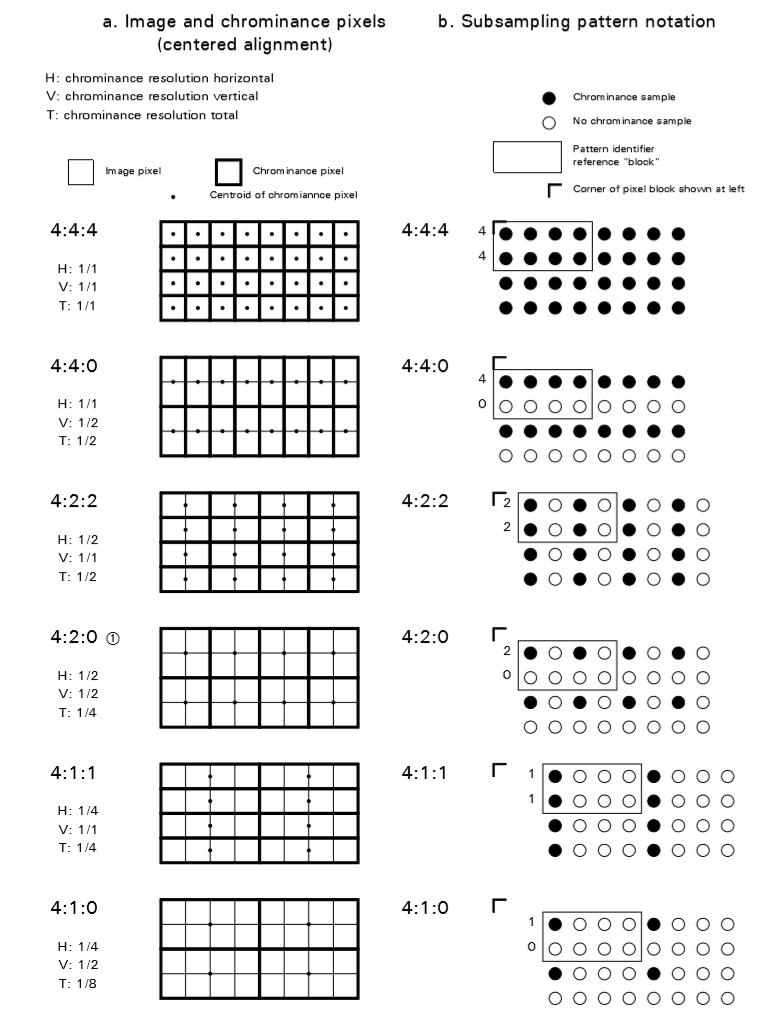 a. Image and chrominance pixels
(centered alignment)
b. Subsampling pattern notation
H: chrominance resolution horizontal
V: chrominance resolution vertical
T: chrominance resolution total
Chrominance sample
No chrominance sample
Image pixel
Chrominance pixel
Centroid of chromiannce pixel
Pattern identifier
reference "block"
Corner of pixel block shown at left
4:4:4
H: 1/1
V: 1/1
T: 1/1
4:4:4
4
4
4:4:0
H: 1/1
V: 1/2
T: 1/2
4:4:0
4
0
4:2:2
H: 1/2
V: 1/1
T: 1/2
4:2:2
2
2
4:2:0 ①
H: 1/2
V: 1/2
T: 1/4
4:2:0
2
0
4:1:1
H: 1/4
V: 1/1
T: 1/4
4:1:1
1
1
4:1:0
H: 1/4
V: 1/2
T: 1/8
4:1:0
1
0